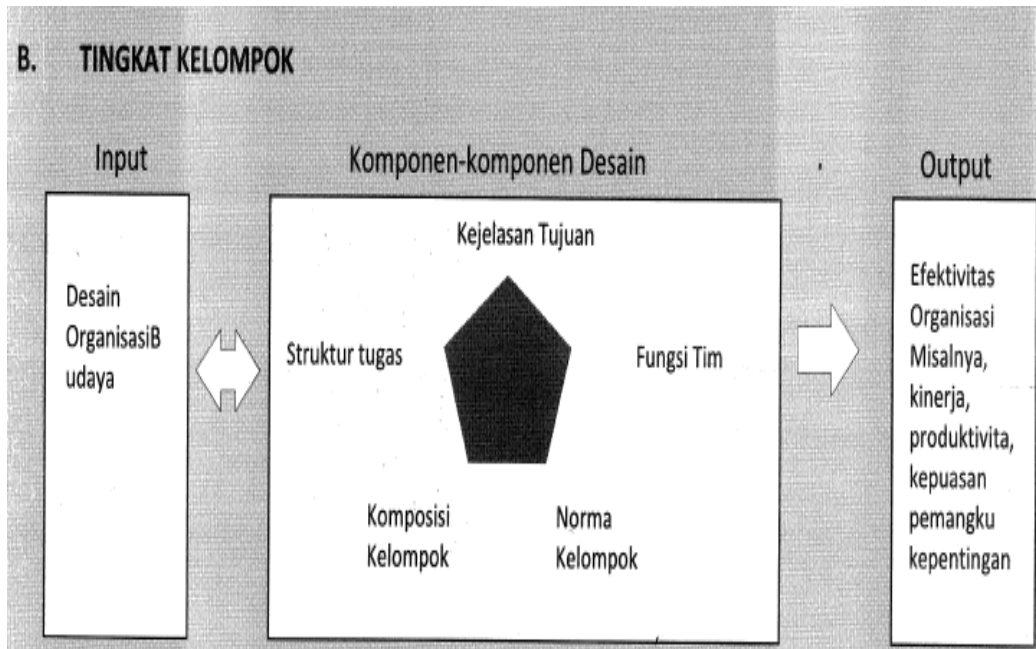 B. TINGKAT KELOMPOK
Input
Komponen-komponen Desain
Output
Desain
OrganisasiB
udaya
Kejelasan Tujuan
Struktur tugas
Fungsi Tim
Komposisi
Kelompok
Norma
Kelompok
Efektivitas
Organisasi
Misalnya,
kinerja,
produktivita,
kepuasan
pemangku
kepentingan